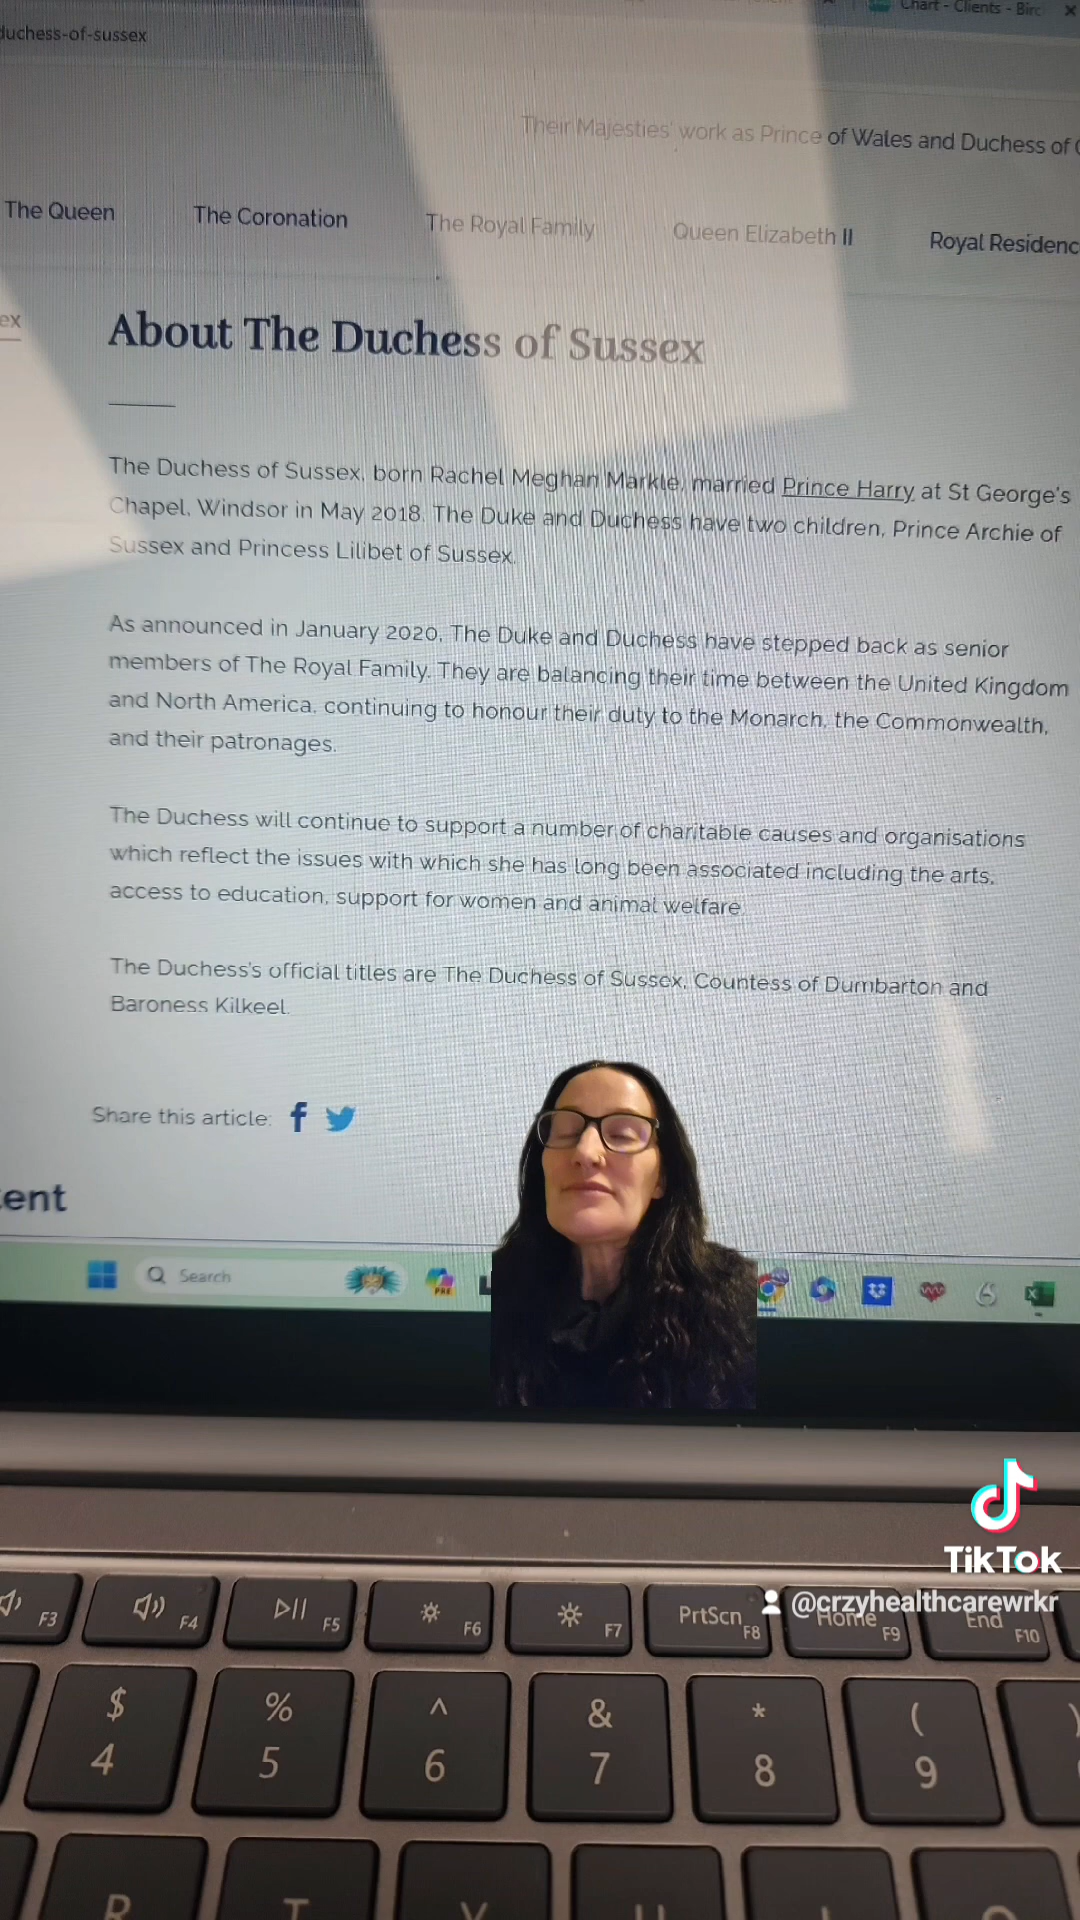 Chart - Clients - Birc
duchess-of-sussex
Their Majesties' work as Prince of Wales and Duchess of
The Queen The Coronation The Royal Family Queen Elizabeth II Royal Residenc
ex
About The Duchess of Sussex
The Duchess of Sussex, born Rachel Meghan Markle, married Prince Harry at St George's
Chapel, Windsor in May 2018. The Duke and Duchess have two children, Prince Archie of
Sussex and Princess Lilibet of Sussex.
As announced in January 2020, The Duke and Duchess have stepped back as senior
members of The Royal Family. They are balancing their time between the United Kingdom
and North America, continuing to honour their duty to the Monarch, the Commonwealth,
and their patronages.
The Duchess will continue to support a number of charitable causes and organisations
which reflect the issues with which she has long been associated including the arts,
access to education, support for women and animal welfare.
The Duchess's official titles are The Duchess of Sussex, Countess of Dumbarton and
Baroness Kilkeel.
Share this article:
ent
Search
PRE
TikTok
@crzyhealthcarewrkr
F3 F4 F5 F6 F7 PrtScn F8 Home F9 End F10
$ % ^ & * ( )
4 5 6 7 8 9
R T